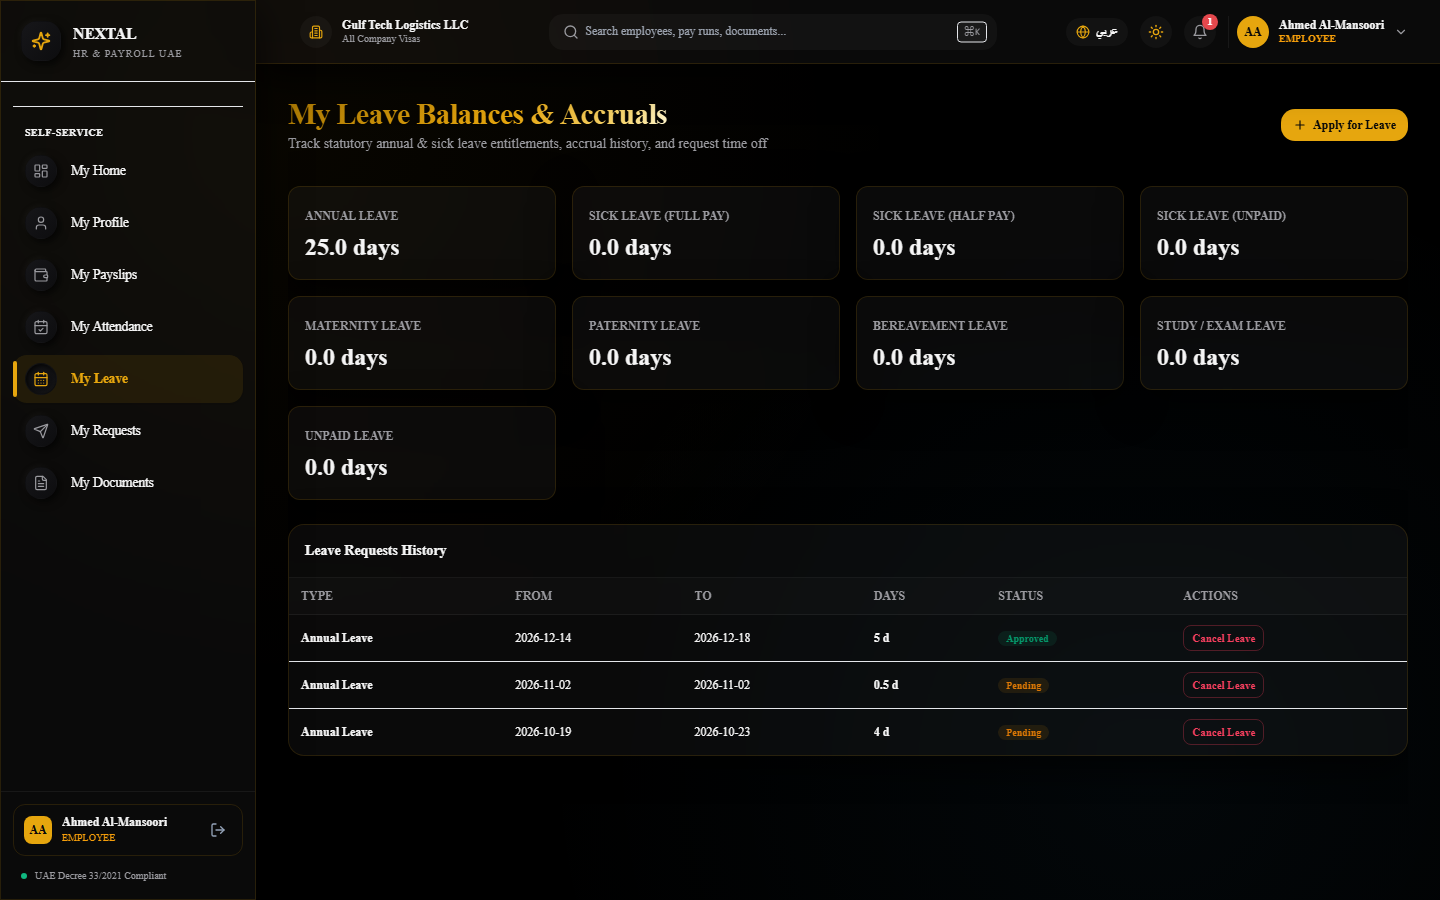 NEXTAL
HR & PAYROLL UAE
Gulf Tech Logistics LLC
All Company Visas
Search employees, pay runs, documents...
⌘K
عربي
1
AA
Ahmed Al-Mansoori
EMPLOYEE
SELF-SERVICE
My Home
My Profile
My Payslips
My Attendance
My Leave
My Requests
My Documents
AA
Ahmed Al-Mansoori
EMPLOYEE
UAE Decree 33/2021 Compliant
My Leave Balances & Accruals
Track statutory annual & sick leave entitlements, accrual history, and request time off
+ Apply for Leave
ANNUAL LEAVE
25.0 days
SICK LEAVE (FULL PAY)
0.0 days
SICK LEAVE (HALF PAY)
0.0 days
SICK LEAVE (UNPAID)
0.0 days
MATERNITY LEAVE
0.0 days
PATERNITY LEAVE
0.0 days
BEREAVEMENT LEAVE
0.0 days
STUDY / EXAM LEAVE
0.0 days
UNPAID LEAVE
0.0 days
Leave Requests History
TYPE FROM TO DAYS STATUS ACTIONS
Annual Leave 2026-12-14 2026-12-18 5 d Approved Cancel Leave
Annual Leave 2026-11-02 2026-11-02 0.5 d Pending Cancel Leave
Annual Leave 2026-10-19 2026-10-23 4 d Pending Cancel Leave